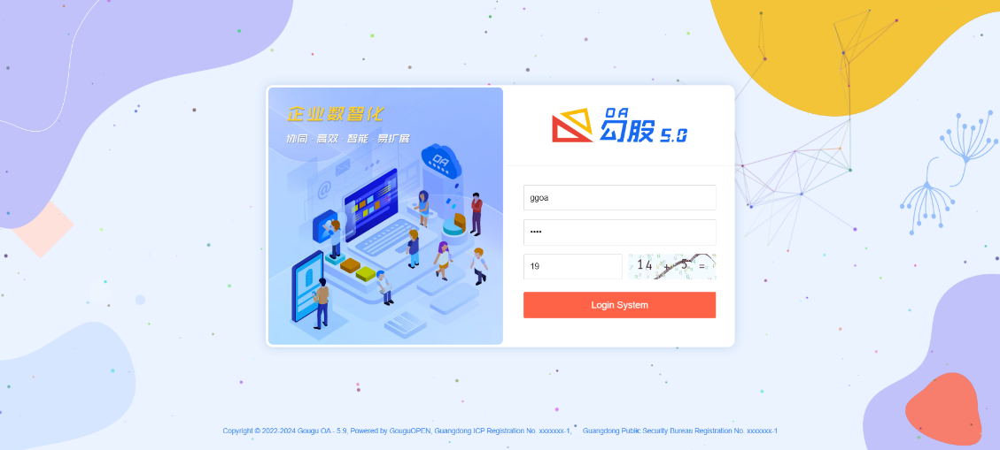 企业数智化
协同 · 高效 · 智能 · 易扩展
OA
@
OA
勾股 5.0
ggoa
••••
19
14 + 5 =
Login System
Copyright © 2022-2024 Gougu OA - 5.9, Powered by GouguOPEN, Guangdong ICP Registration No. xxxxxxx-1, Guangdong Public Security Bureau Registration No. xxxxxxx-1